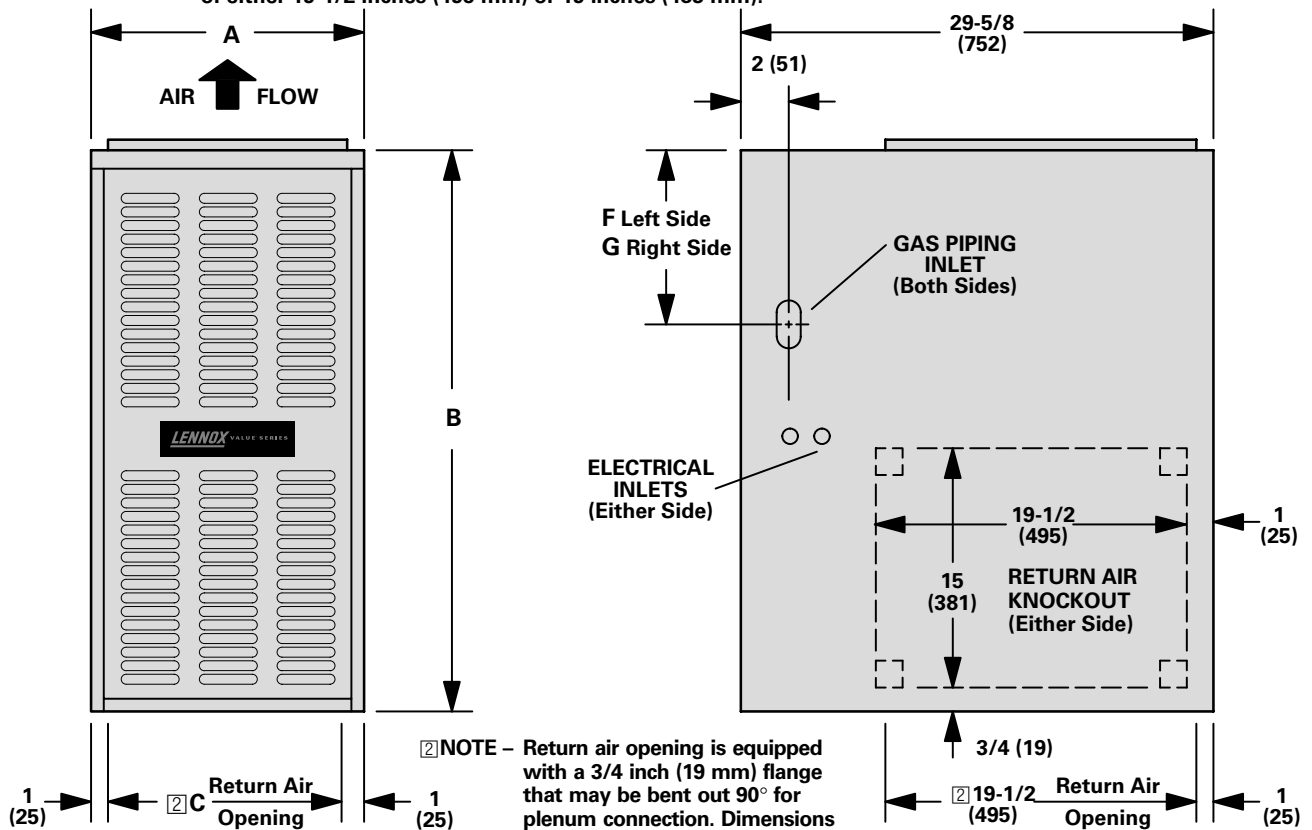 29-5/8
(752)
A
2 (51)
AIR FLOW
F Left Side
G Right Side
GAS PIPING
INLET
(Both Sides)
B
LENNOX VALUE SERIES
ELECTRICAL
INLETS
(Either Side)
19-1/2
(495)
1
(25)
15
(381)
RETURN AIR
KNOCKOUT
(Either Side)
3/4 (19)
2 NOTE – Return air opening is equipped
with a 3/4 inch (19 mm) flange
that may be bent out 90° for
plenum connection. Dimensions
1
(25)
2 C Return Air
Opening
1
(25)
2 19-1/2
(495)
Return Air
Opening
1
(25)